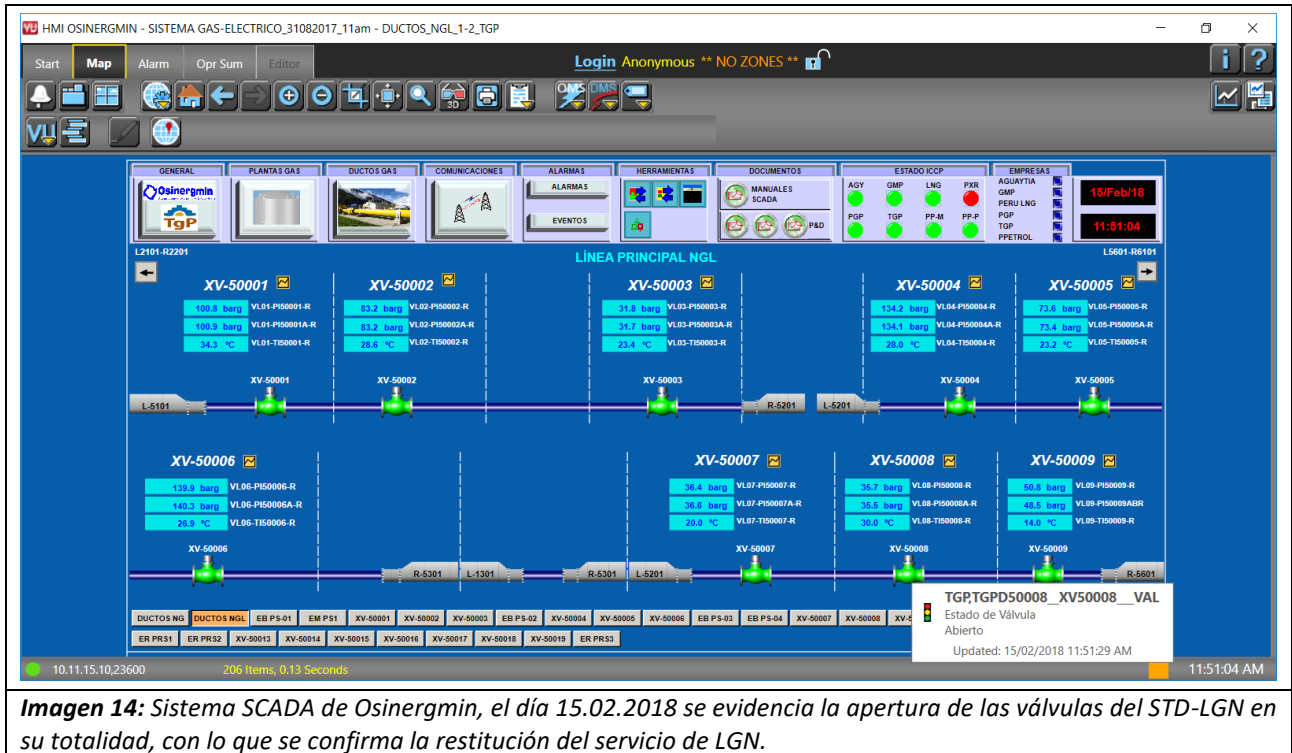 HMI OSINERGMIN - SISTEMA GAS-ELECTRICO_31082017_11am - DUCTOS_NGL_1-2_TGP
Start Map Alarm Opr Sum Editor Login Anonymous ** NO ZONES **
OMS DMS
3D
VU
GENERAL PLANTAS GAS DUCTOS GAS COMUNICACIONES ALARMAS HERRAMIENTAS DOCUMENTOS ESTADO ICCP EMPRESAS
Osinergmin
TgP
ALARMAS
EVENTOS
MANUALES
SCADA
P&D
AGY GMP LNG PXR
PGP TGP PP-M PP-P
AGUAYTIA
GMP
PERU LNG
PGP
TGP
PPETROL
15/Feb/18
11:51:04
L2101-R2201 LÍNEA PRINCIPAL NGL L5601-R6101
XV-50001 XV-50002 XV-50003 XV-50004 XV-50005
100.8 barg VL01-PI50001-R 83.2 barg VL02-PI50002-R 31.8 barg VL03-PI50003-R 134.2 barg VL04-PI50004-R 73.6 barg VL05-PI50005-R
100.9 barg VL01-PI50001A-R 83.2 barg VL02-PI50002A-R 31.7 barg VL03-PI50003A-R 134.1 barg VL04-PI50004A-R 73.4 barg VL05-PI50005A-R
34.3 ºC VL01-TI50001-R 28.6 ºC VL02-TI50002-R 23.4 ºC VL03-TI50003-R 28.0 ºC VL04-TI50004-R 23.2 ºC VL05-TI50005-R
XV-50001 XV-50002 XV-50003 XV-50004 XV-50005
L-5101 R-5201 L-5201
XV-50006 XV-50007 XV-50008 XV-50009
139.9 barg VL06-PI50006-R 36.4 barg VL07-PI50007-R 35.7 barg VL08-PI50008-R 50.8 barg VL09-PI50009-R
140.3 barg VL06-PI50006A-R 36.6 barg VL07-PI50007A-R 35.5 barg VL08-PI50008A-R 48.5 barg VL09-PI50009ABR
26.9 ºC VL06-TI50006-R 20.0 ºC VL07-TI50007-R 30.0 ºC VL08-TI50008-R 14.0 ºC VL09-TI50009-R
XV-50006 XV-50007 XV-50008 XV-50009
R-5301 L-1301 R-5301 L-5201 R-5601
TGP,TGPD50008__XV50008___VAL
Estado de Válvula
Abierto
Updated: 15/02/2018 11:51:29 AM
DUCTOS NG DUCTOS NGL EB PS-01 EM PS1 XV-50001 XV-50002 XV-50003 EB PS-02 XV-50004 XV-50005 XV-50006 EB PS-03 EB PS-04 XV-50007 XV-50008
ER PRS1 ER PRS2 XV-50013 XV-50014 XV-50015 XV-50016 XV-50017 XV-50018 XV-50019 ER PRS3
10.11.15.10,23600 206 Items, 0.13 Seconds 11:51:04 AM
Imagen 14: Sistema SCADA de Osinergmin, el día 15.02.2018 se evidencia la apertura de las válvulas del STD-LGN en
su totalidad, con lo que se confirma la restitución del servicio de LGN.